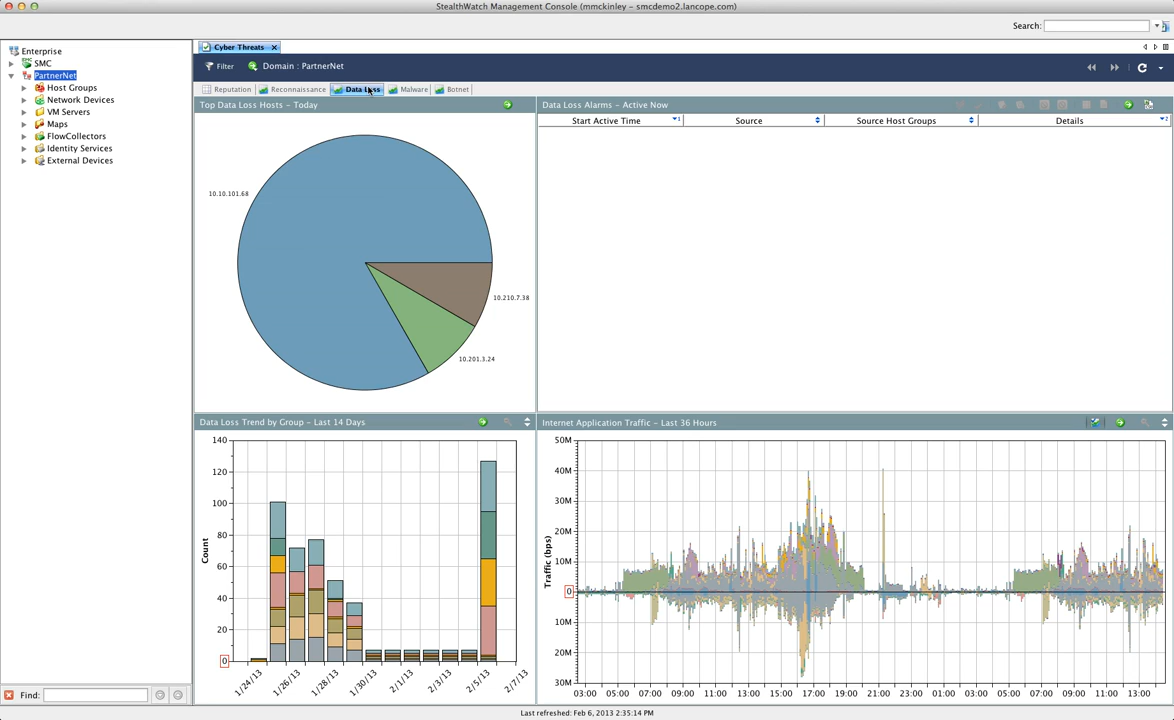 StealthWatch Management Console (mmckinley – smcdemo2.lancope.com)
Search:
Enterprise
SMC
PartnerNet
Host Groups
Network Devices
VM Servers
Maps
FlowCollectors
Identity Services
External Devices
Cyber Threats
Filter
Domain : PartnerNet
Reputation
Reconnaissance
Data Loss
Malware
Botnet
Top Data Loss Hosts – Today
10.10.101.68
10.210.7.38
10.201.3.24
Data Loss Alarms – Active Now
Start Active Time
1
Source
Source Host Groups
Details
2
Data Loss Trend by Group – Last 14 Days
Count
140
120
100
80
60
40
20
0
1/24/13
1/26/13
1/28/13
1/30/13
2/1/13
2/3/13
2/5/13
2/7/13
Internet Application Traffic – Last 36 Hours
Traffic (bps)
50M
40M
30M
20M
10M
0
10M
20M
30M
03:00 05:00 07:00 09:00 11:00 13:00 15:00 17:00 19:00 21:00 23:00 01:00 03:00 05:00 07:00 09:00 11:00 13:00
Find:
Last refreshed: Feb 6, 2013 2:35:14 PM